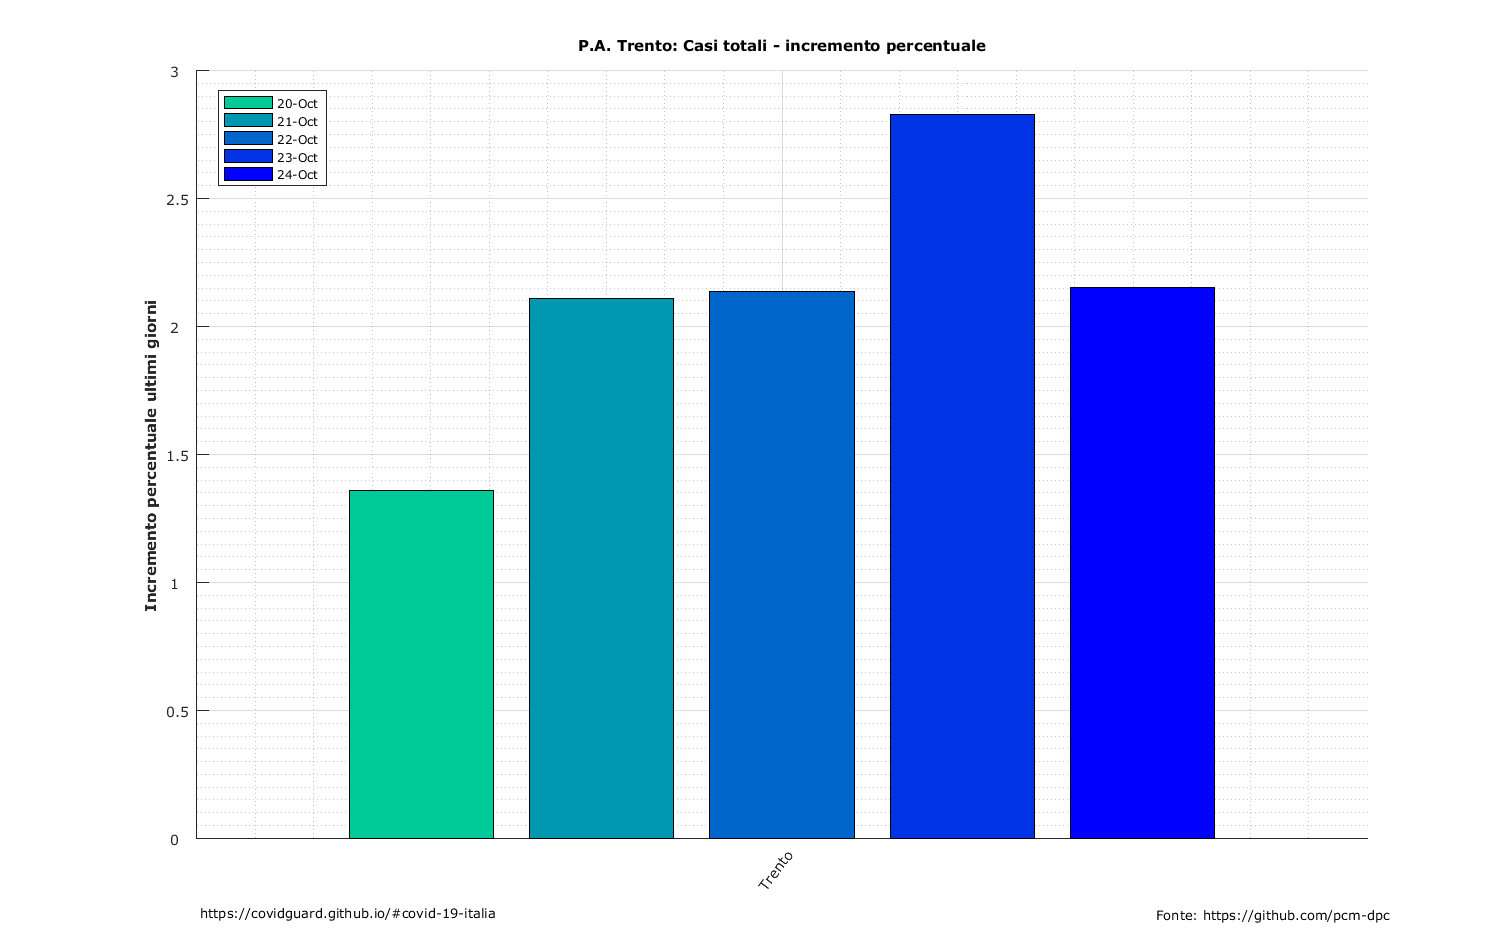 P.A. Trento: Casi totali - incremento percentuale
3
20-Oct
21-Oct
22-Oct
23-Oct
24-Oct
2.5
2
1.5
1
0.5
0
Incremento percentuale ultimi giorni
Trento
https://covidguard.github.io/#covid-19-italia
Fonte: https://github.com/pcm-dpc